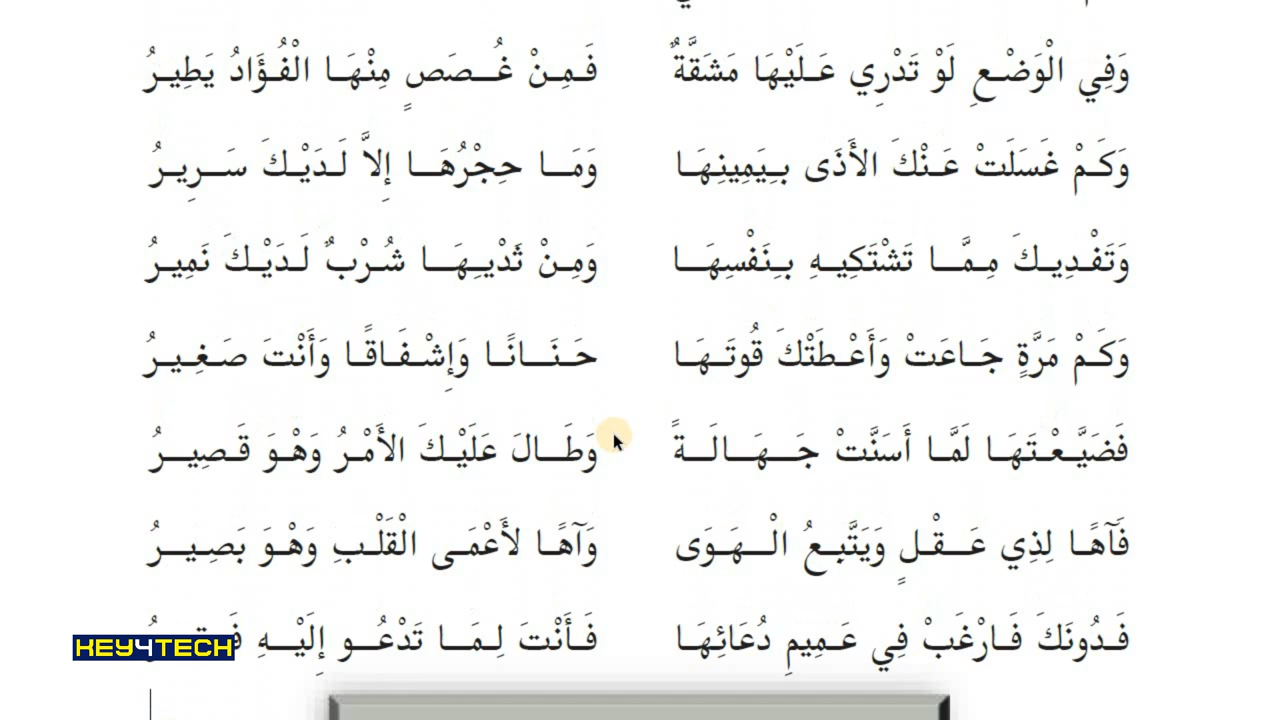 وَفِي الْوَضْعِ لَوْ تَدْرِي عَلَيْهَا مَشَقَّةٌ فَمِنْ غُصَصٍ مِنْهَا الْفُؤَادُ يَطِيرُ
وَكَمْ غَسَلَتْ عَنْكَ الأَذَى بِيَمِينِهَا وَمَا حِجْرُهَا إِلاَّ لَدَيْكَ سَرِيرُ
وَتَفْدِيكَ مِمَّا تَشْتَكِيهِ بِنَفْسِهَا وَمِنْ ثَدْيِهَا شُرْبٌ لَدَيْكَ نَمِيرُ
وَكَمْ مَرَّةٍ جَاعَتْ وَأَعْطَتْكَ قُوتَهَا حَنَانًا وَإِشْفَاقًا وَأَنْتَ صَغِيرُ
فَضَيَّعْتَهَا لَمَّا أَسَنَّتْ جَهَالَةً وَطَالَ عَلَيْكَ الأَمْرُ وَهْوَ قَصِيرُ
فَآهًا لِذِي عَقْلٍ وَيَتَّبِعُ الْهَوَى وَآهًا لأَعْمَى الْقَلْبِ وَهْوَ بَصِيرُ
فَدُونَكَ فَارْغَبْ فِي عَمِيمِ دُعَائِهَا فَأَنْتَ لِمَا تَدْعُو إِلَيْهِ
KEY4TECH